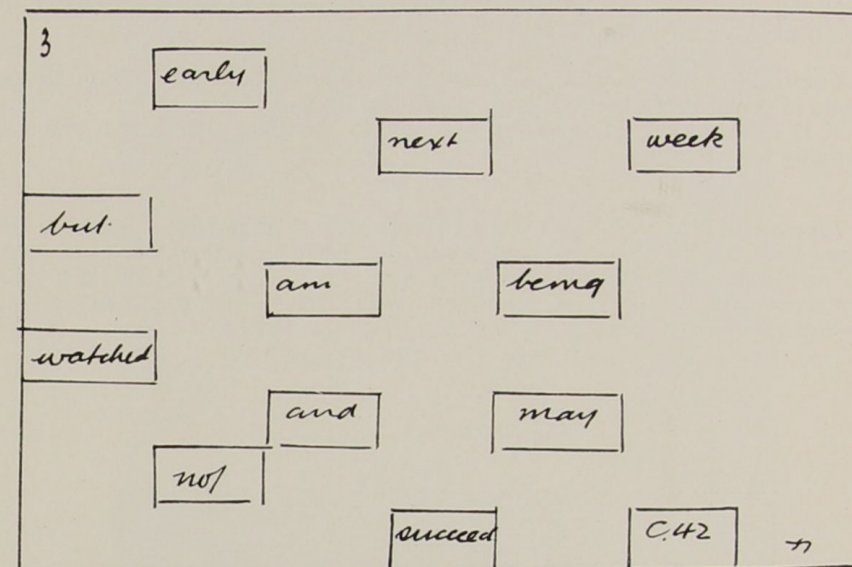 3
early
next week
but
am being
watched
and may
not
succeed C.42